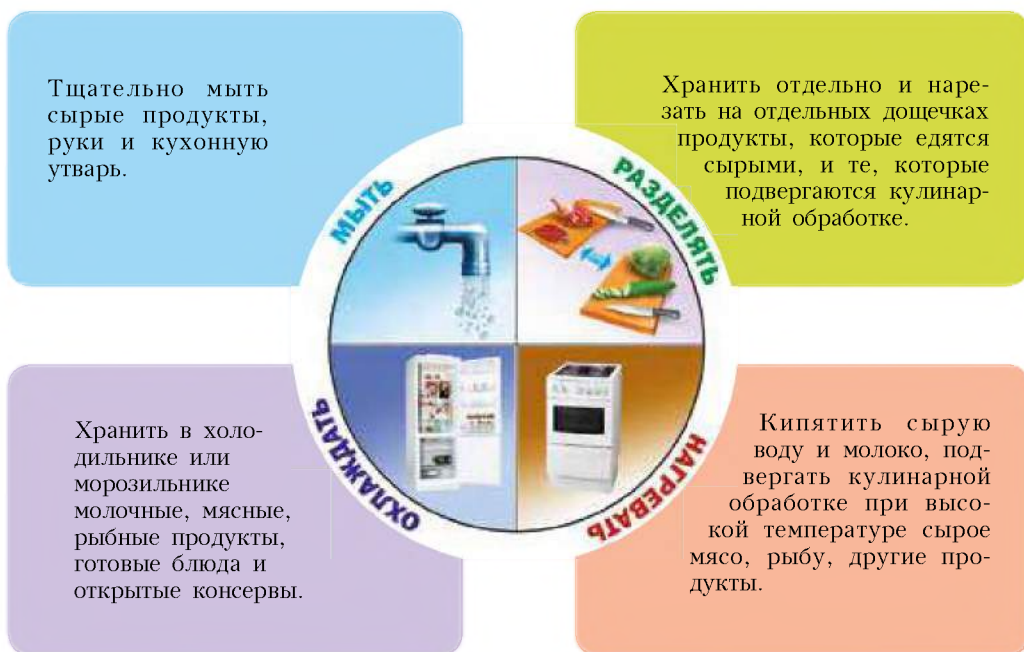 Тщательно мыть
сырые продукты,
руки и кухонную
утварь.
Хранить отдельно и наре-
зать на отдельных дощечках
продукты, которые едятся
сырыми, и те, которые
подвергаются кулинар-
ной обработке.
МЫТЬ
РАЗДЕЛЯТЬ
ОХЛАЖДАТЬ
НАГРЕВАТЬ
Хранить в холо-
дильнике или
морозильнике
молочные, мясные,
рыбные продукты,
готовые блюда и
открытые консервы.
Кипятить сырую
воду и молоко, под-
вергать кулинарной
обработке при высо-
кой температуре сырое
мясо, рыбу, другие про-
дукты.